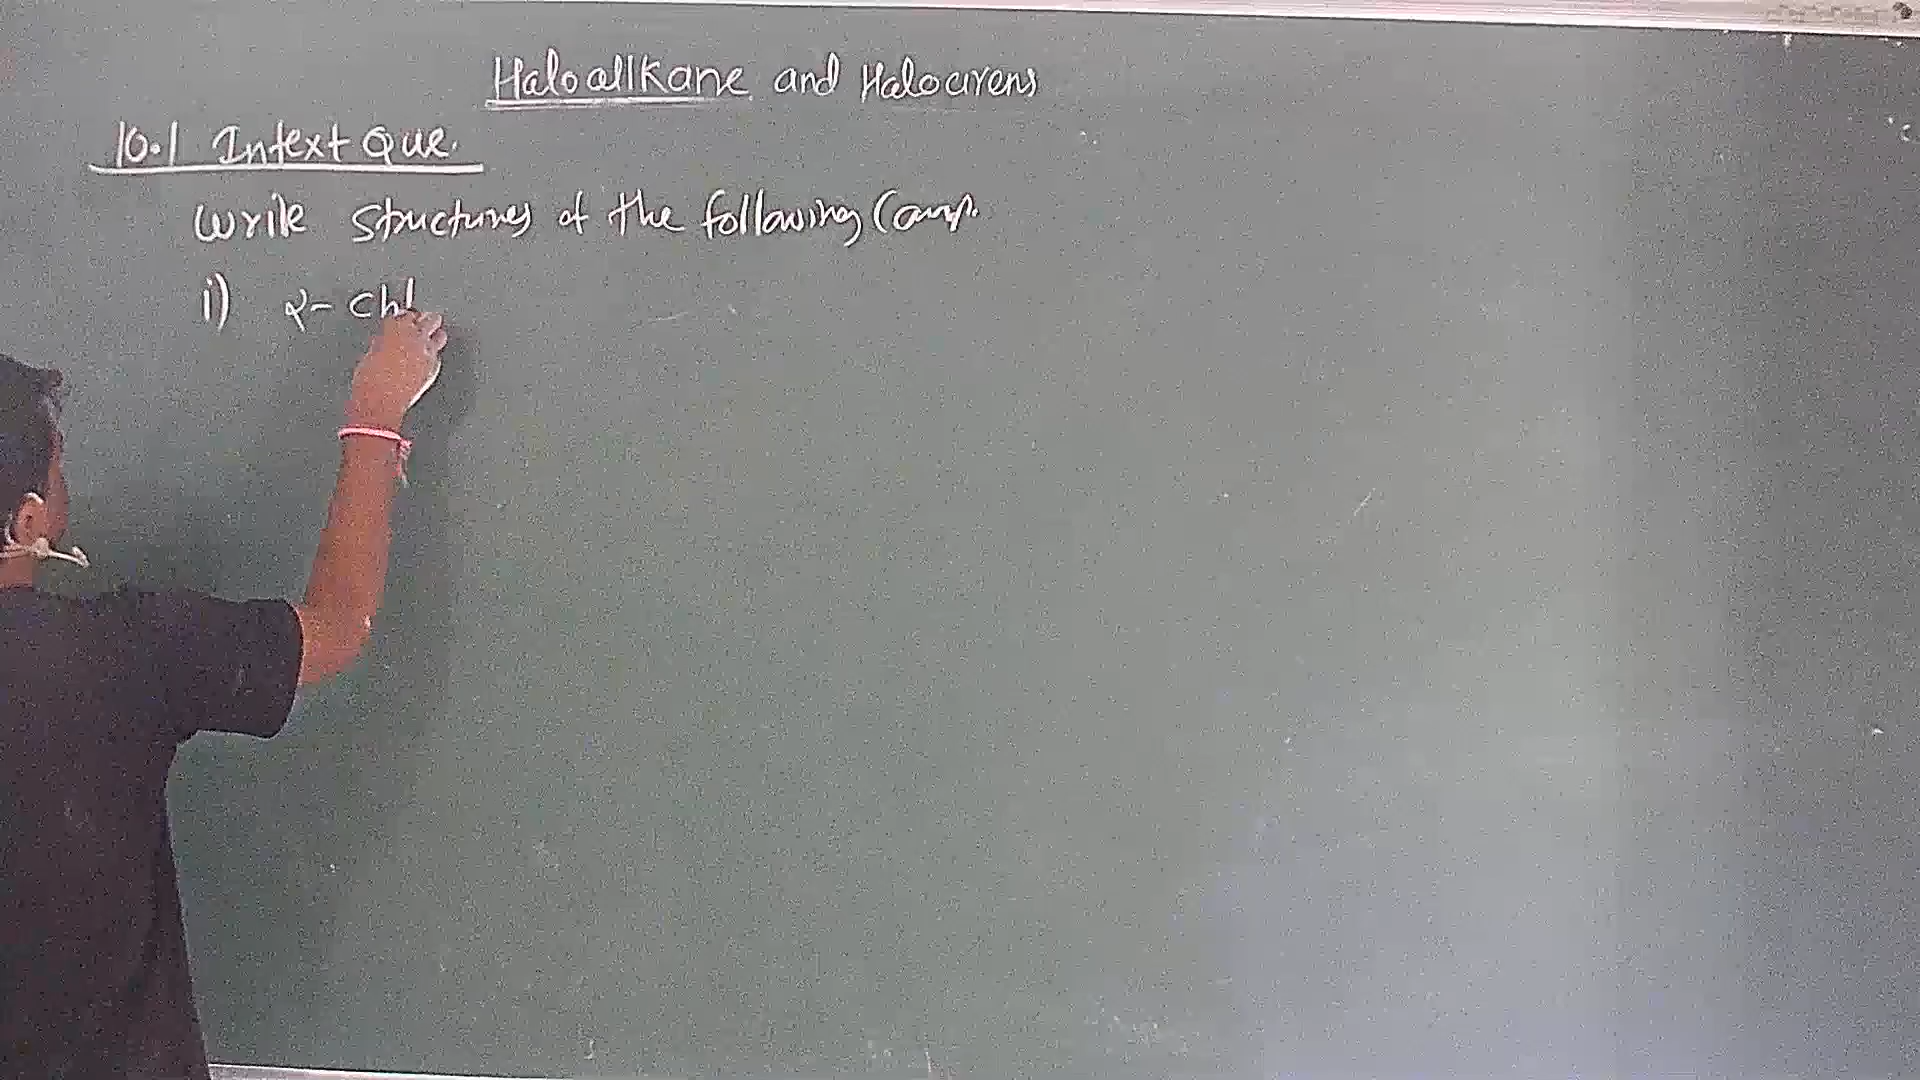 Haloalkane and Haloarens
10.1 Intext Que.
Write Structures of the following Comp.
i) 2- Chl